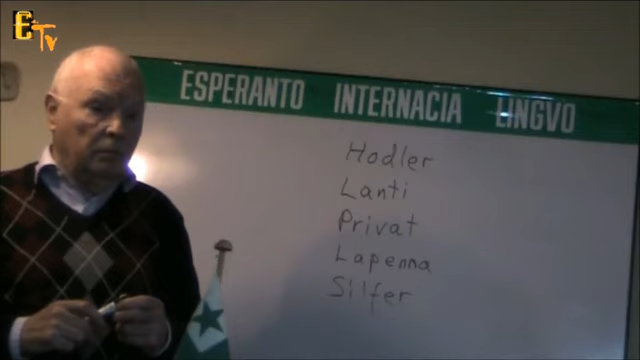 E Tv
ESPERANTO INTERNACIA LINGVO
Hodler
Lanti
Privat
Lapenna
Silfer